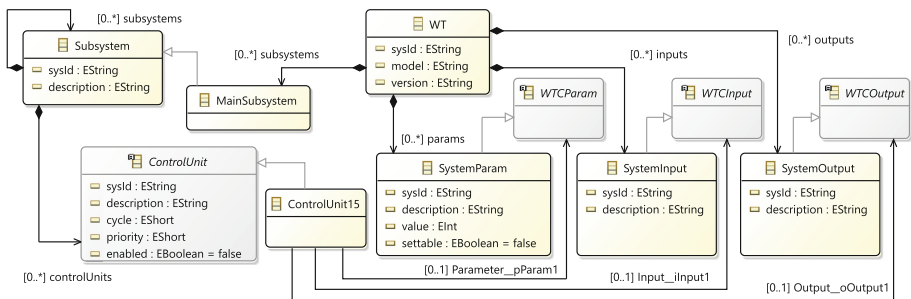 [0..*] subsystems
Subsystem
sysId : EString
description : EString
[0..*] subsystems
MainSubsystem
WT
sysId : EString
model : EString
version : EString
[0..*] outputs
[0..*] inputs
WTCParam
WTCInput
WTCOutput
[0..*] params
ControlUnit
sysId : EString
description : EString
cycle : EShort
priority : EShort
enabled : EBoolean = false
[0..*] controlUnits
ControlUnit15
SystemParam
sysId : EString
description : EString
value : EInt
settable : EBoolean = false
SystemInput
sysId : EString
description : EString
SystemOutput
sysId : EString
description : EString
[0..1] Parameter__pParam1
[0..1] Input__iInput1
[0..1] Output__oOutput1